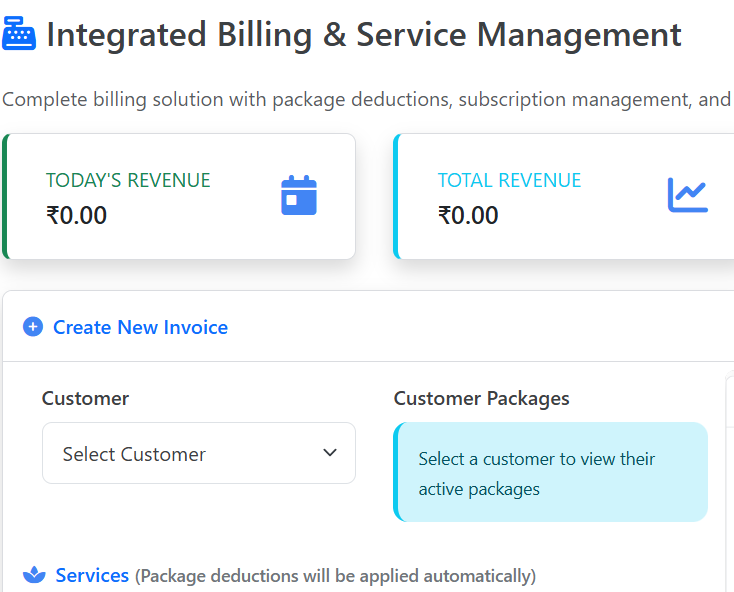 Integrated Billing & Service Management
Complete billing solution with package deductions, subscription management, and
TODAY'S REVENUE
₹0.00
TOTAL REVENUE
₹0.00
Create New Invoice
Customer
Select Customer
Customer Packages
Select a customer to view their
active packages
Services (Package deductions will be applied automatically)